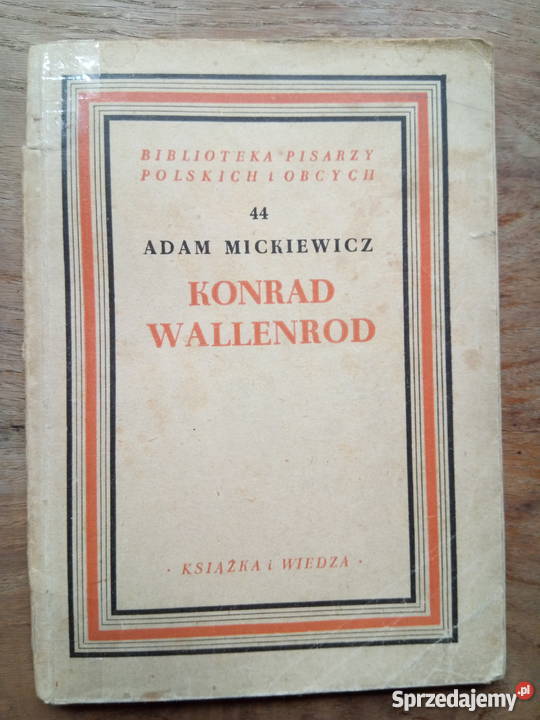 BIBLIOTEKA PISARZY
POLSKICH i OBCYCH
44
ADAM MICKIEWICZ
KONRAD
WALLENROD
· KSIĄŻKA i WIEDZA ·
Sprzedajemy.pl